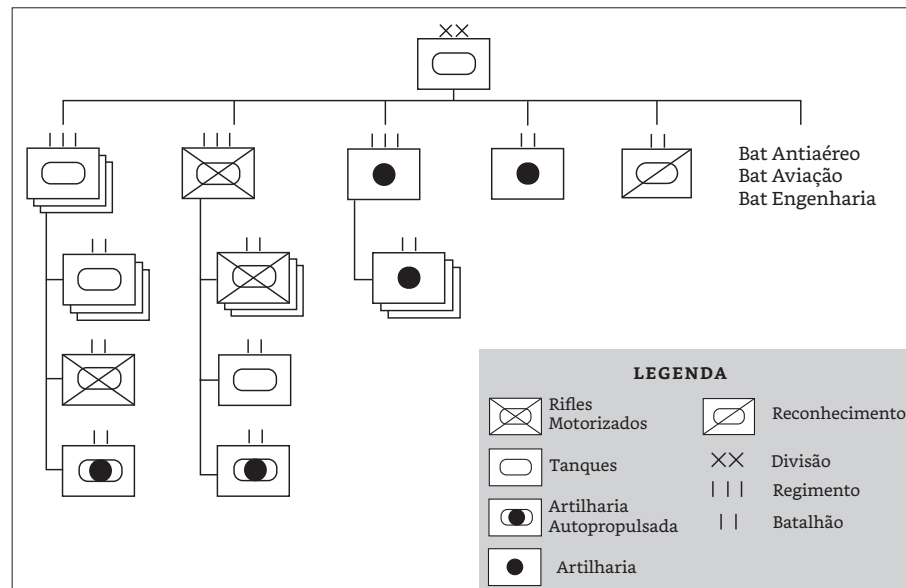 Bat Antiaéreo
Bat Aviação
Bat Engenharia
LEGENDA
Rifles
Motorizados
Tanques
Artilharia
Autopropulsada
Artilharia
Reconhecimento
Divisão
Regimento
Batalhão